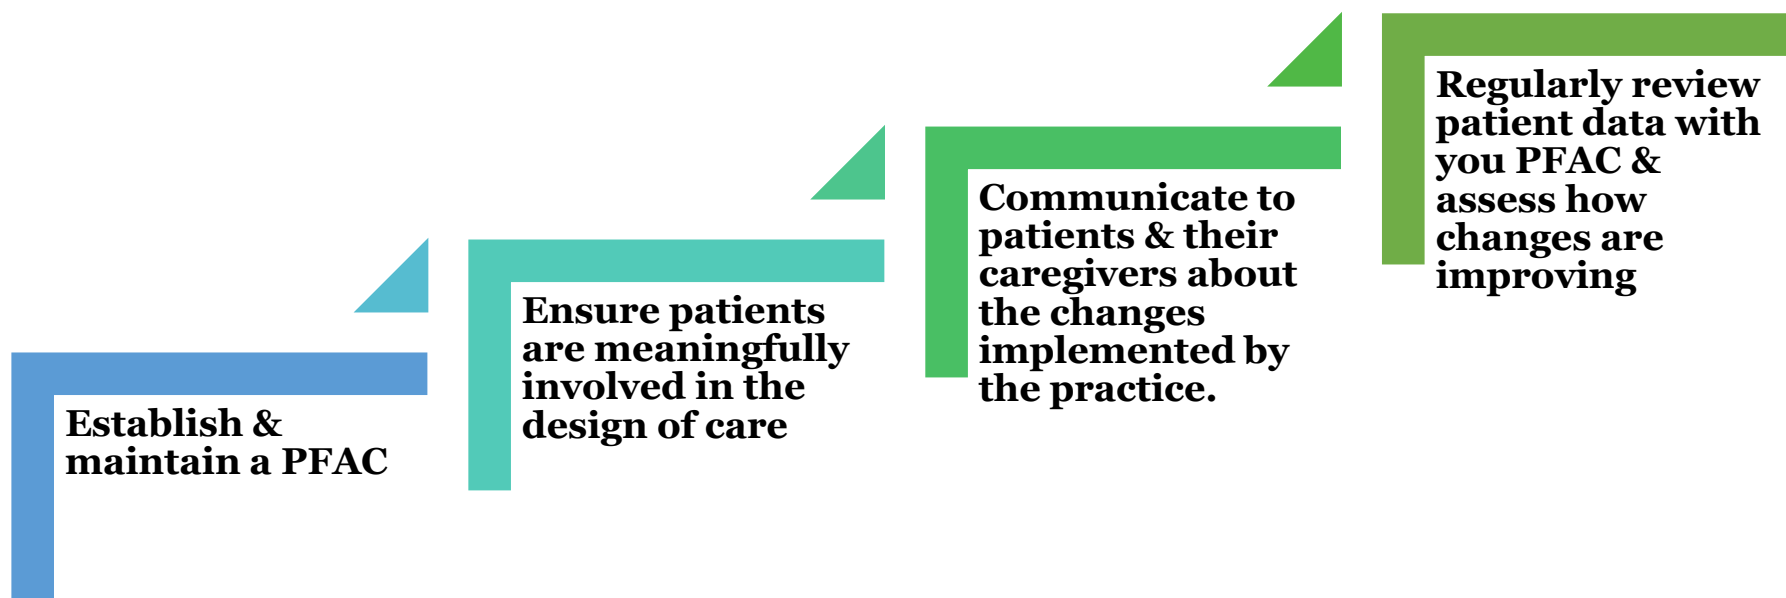 Establish &
maintain a PFAC
Ensure patients
are meaningfully
involved in the
design of care
Communicate to
patients & their
caregivers about
the changes
implemented by
the practice.
Regularly review
patient data with
you PFAC &
assess how
changes are
improving